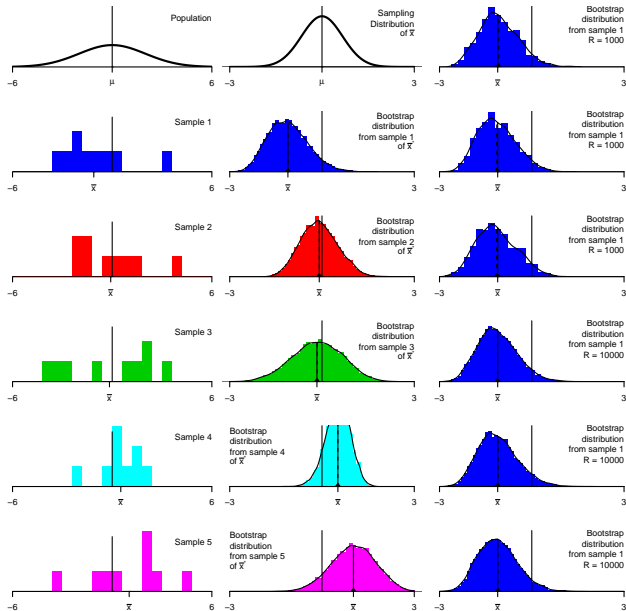 Population
−6
μ
6
Sampling
Distribution
of x̅
−3
μ
3
Bootstrap
distribution
from sample 1
R = 1000
x̅
3
Sample 1
−6
x̅
6
Bootstrap
distribution
from sample 1
of x̅*
−3
x̅
3
Bootstrap
distribution
from sample 1
R = 1000
−3
x̅
3
Sample 2
−6
x̅
6
Bootstrap
distribution
from sample 2
of x̅*
−3
x̅
3
Bootstrap
distribution
from sample 1
R = 1000
−3
x̅
3
Sample 3
−6
x̅
6
Bootstrap
distribution
from sample 3
of x̅*
−3
x̅
3
Bootstrap
distribution
from sample 1
R = 10000
−3
x̅
3
Sample 4
−6
x̅
6
Bootstrap
distribution
from sample 4
of x̅*
−3
x̅
3
Bootstrap
distribution
from sample 1
R = 10000
−3
x̅
3
Sample 5
−6
x̅
6
Bootstrap
distribution
from sample 5
of x̅*
−3
x̅
3
Bootstrap
distribution
from sample 1
R = 10000
−3
x̅
3